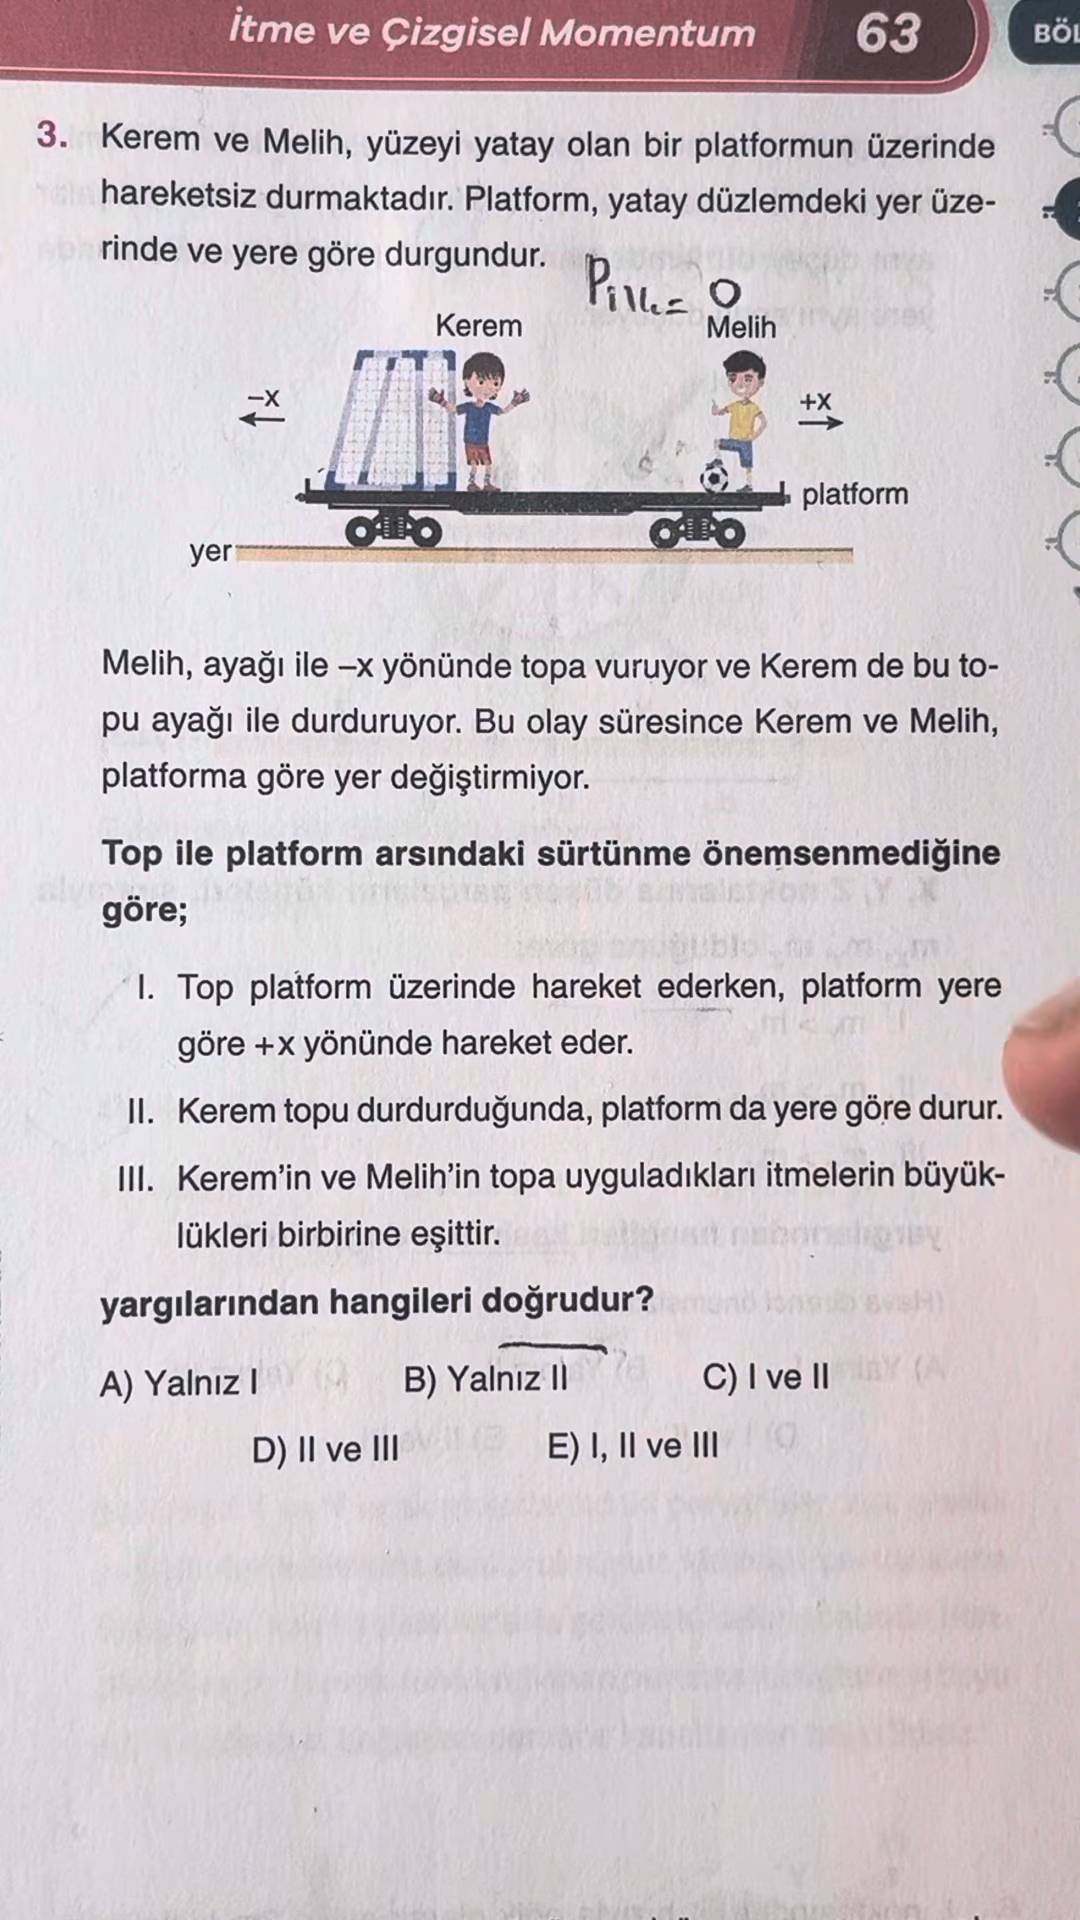 İtme ve Çizgisel Momentum 63 BÖL
3. Kerem ve Melih, yüzeyi yatay olan bir platformun üzerinde
hareketsiz durmaktadır. Platform, yatay düzlemdeki yer üze-
rinde ve yere göre durgundur.
Pilk = 0
Kerem Melih
-x +x
platform
yer
Melih, ayağı ile –x yönünde topa vuruyor ve Kerem de bu to-
pu ayağı ile durduruyor. Bu olay süresince Kerem ve Melih,
platforma göre yer değiştirmiyor.
Top ile platform arsındaki sürtünme önemsenmediğine
göre;
I. Top platform üzerinde hareket ederken, platform yere
göre +x yönünde hareket eder.
II. Kerem topu durdurduğunda, platform da yere göre durur.
III. Kerem'in ve Melih'in topa uyguladıkları itmelerin büyük-
lükleri birbirine eşittir.
yargılarından hangileri doğrudur?
A) Yalnız I B) Yalnız II C) I ve II
D) II ve III E) I, II ve III